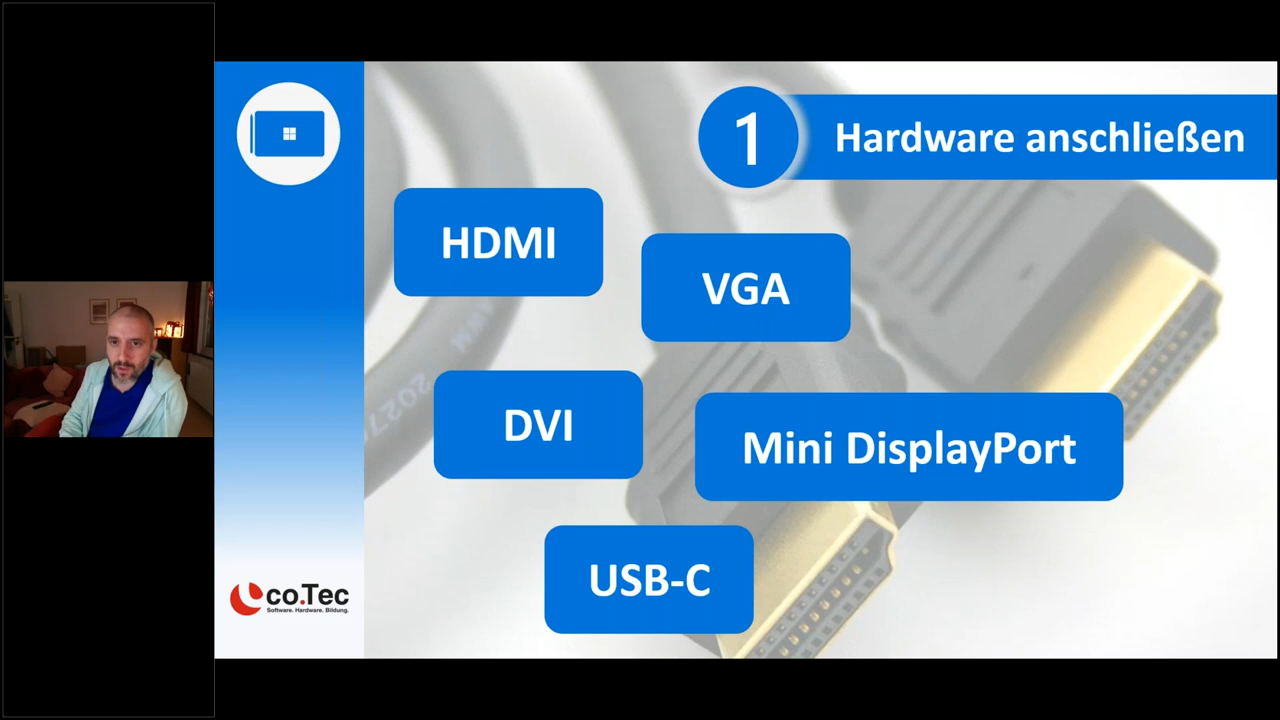 1
Hardware anschließen
HDMI
VGA
DVI
Mini DisplayPort
USB-C
co.Tec
Software. Hardware. Bildung.